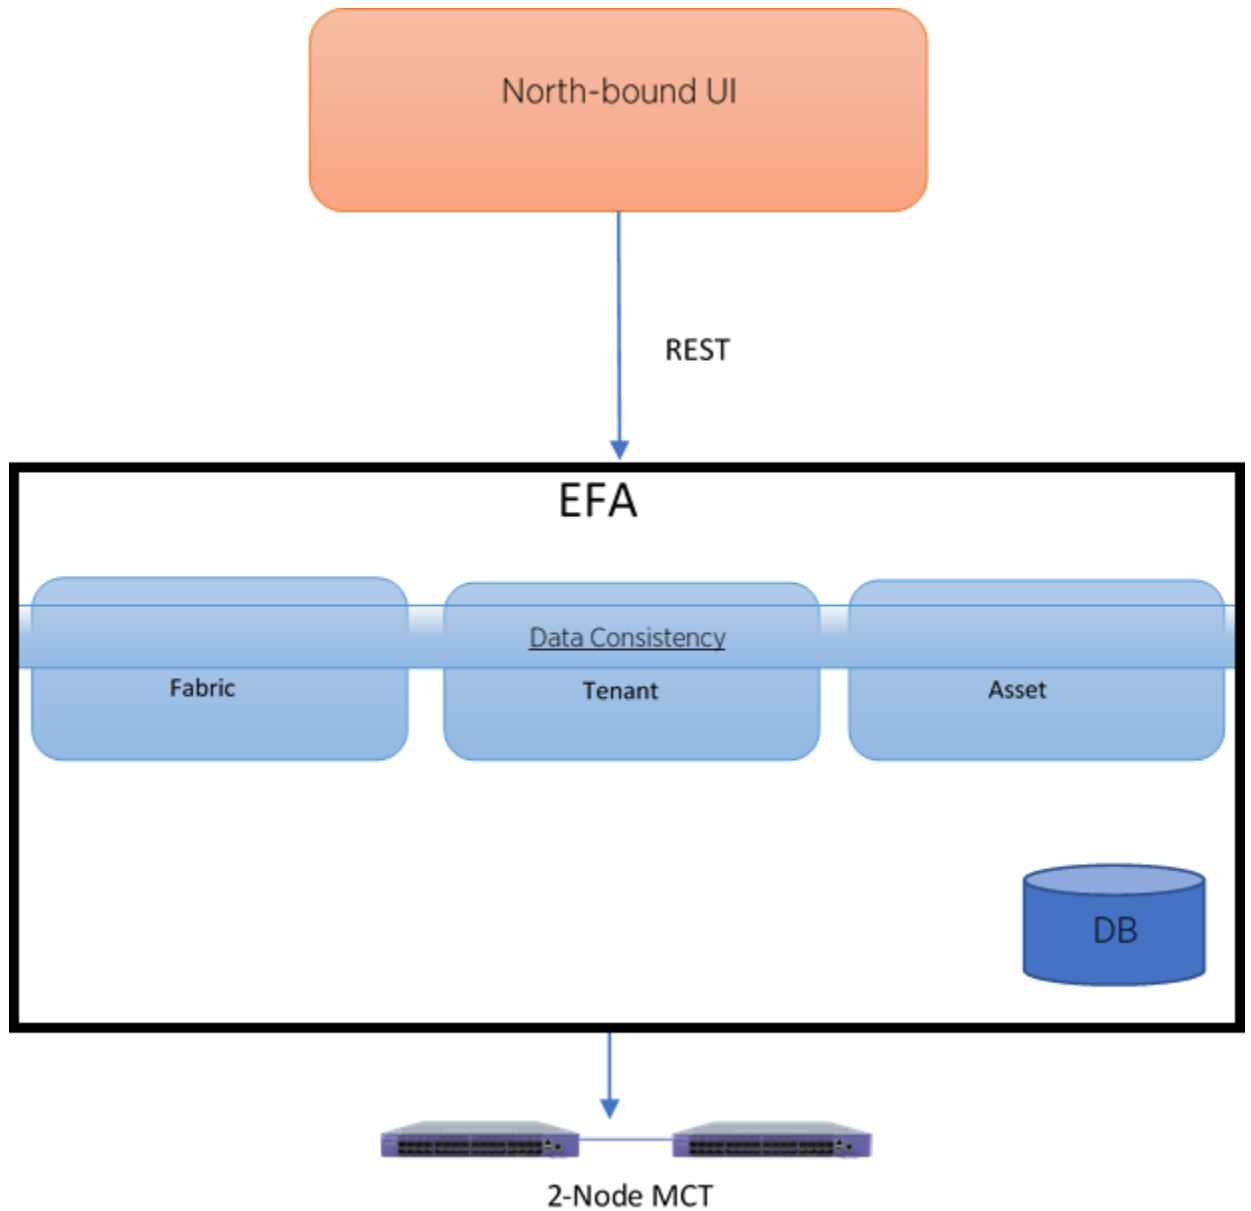 North-bound UI
REST
EFA
Data Consistency
Fabric
Tenant
Asset
DB
2-Node MCT